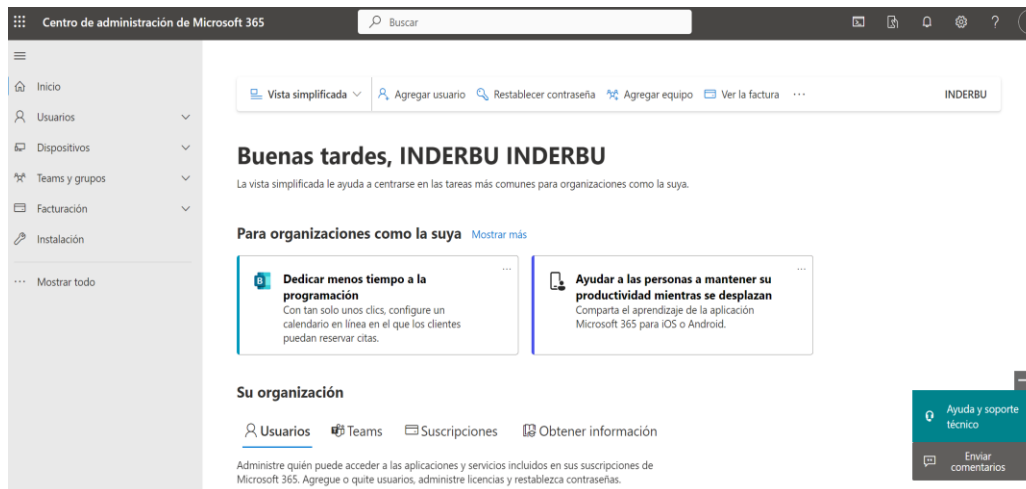 Centro de administración de Microsoft 365
Buscar
?
Inicio
Usuarios
Dispositivos
Teams y grupos
Facturación
Instalación
Mostrar todo
Vista simplificada
Agregar usuario
Restablecer contraseña
Agregar equipo
Ver la factura
INDERBU
Buenas tardes, INDERBU INDERBU
La vista simplificada le ayuda a centrarse en las tareas más comunes para organizaciones como la suya.
Para organizaciones como la suya Mostrar más
B
Dedicar menos tiempo a la
programación
Con tan solo unos clics, configure un
calendario en línea en el que los clientes
puedan reservar citas.
Ayudar a las personas a mantener su
productividad mientras se desplazan
Comparta el aprendizaje de la aplicación
Microsoft 365 para iOS o Android.
Su organización
Usuarios
Teams
Suscripciones
Obtener información
Administre quién puede acceder a las aplicaciones y servicios incluidos en sus suscripciones de
Microsoft 365. Agregue o quite usuarios, administre licencias y restablezca contraseñas.
Ayuda y soporte
técnico
Enviar
comentarios